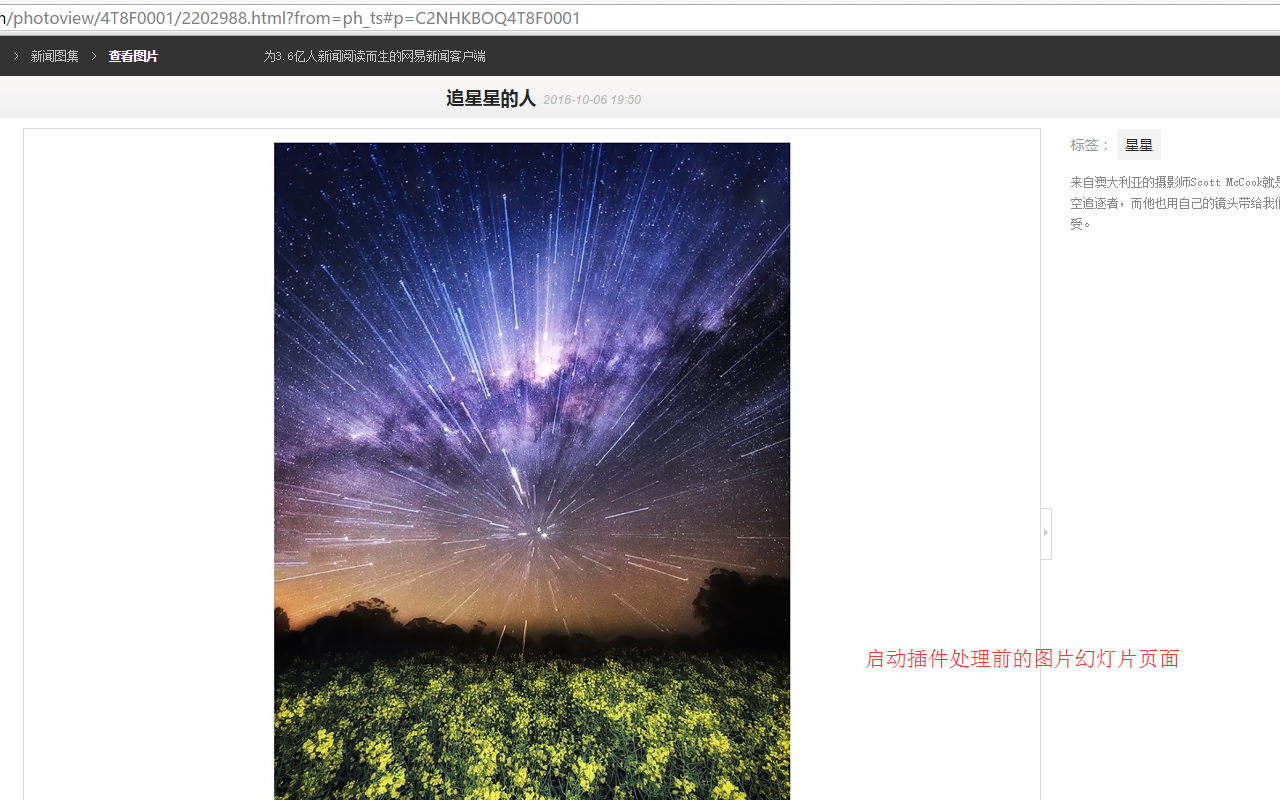 /photoview/4T8F0001/2202988.html?from=ph_ts#p=C2NHKBOQ4T8F0001
> 新闻图集 > 查看图片 为3.6亿人新闻阅读而生的网易新闻客户端
追星星的人 2016-10-06 19:50
标签： 星星
来自澳大利亚的摄影师Scott McCook就是
空追逐者，而他也用自己的镜头带给我们
受。
启动插件处理前的图片幻灯片页面